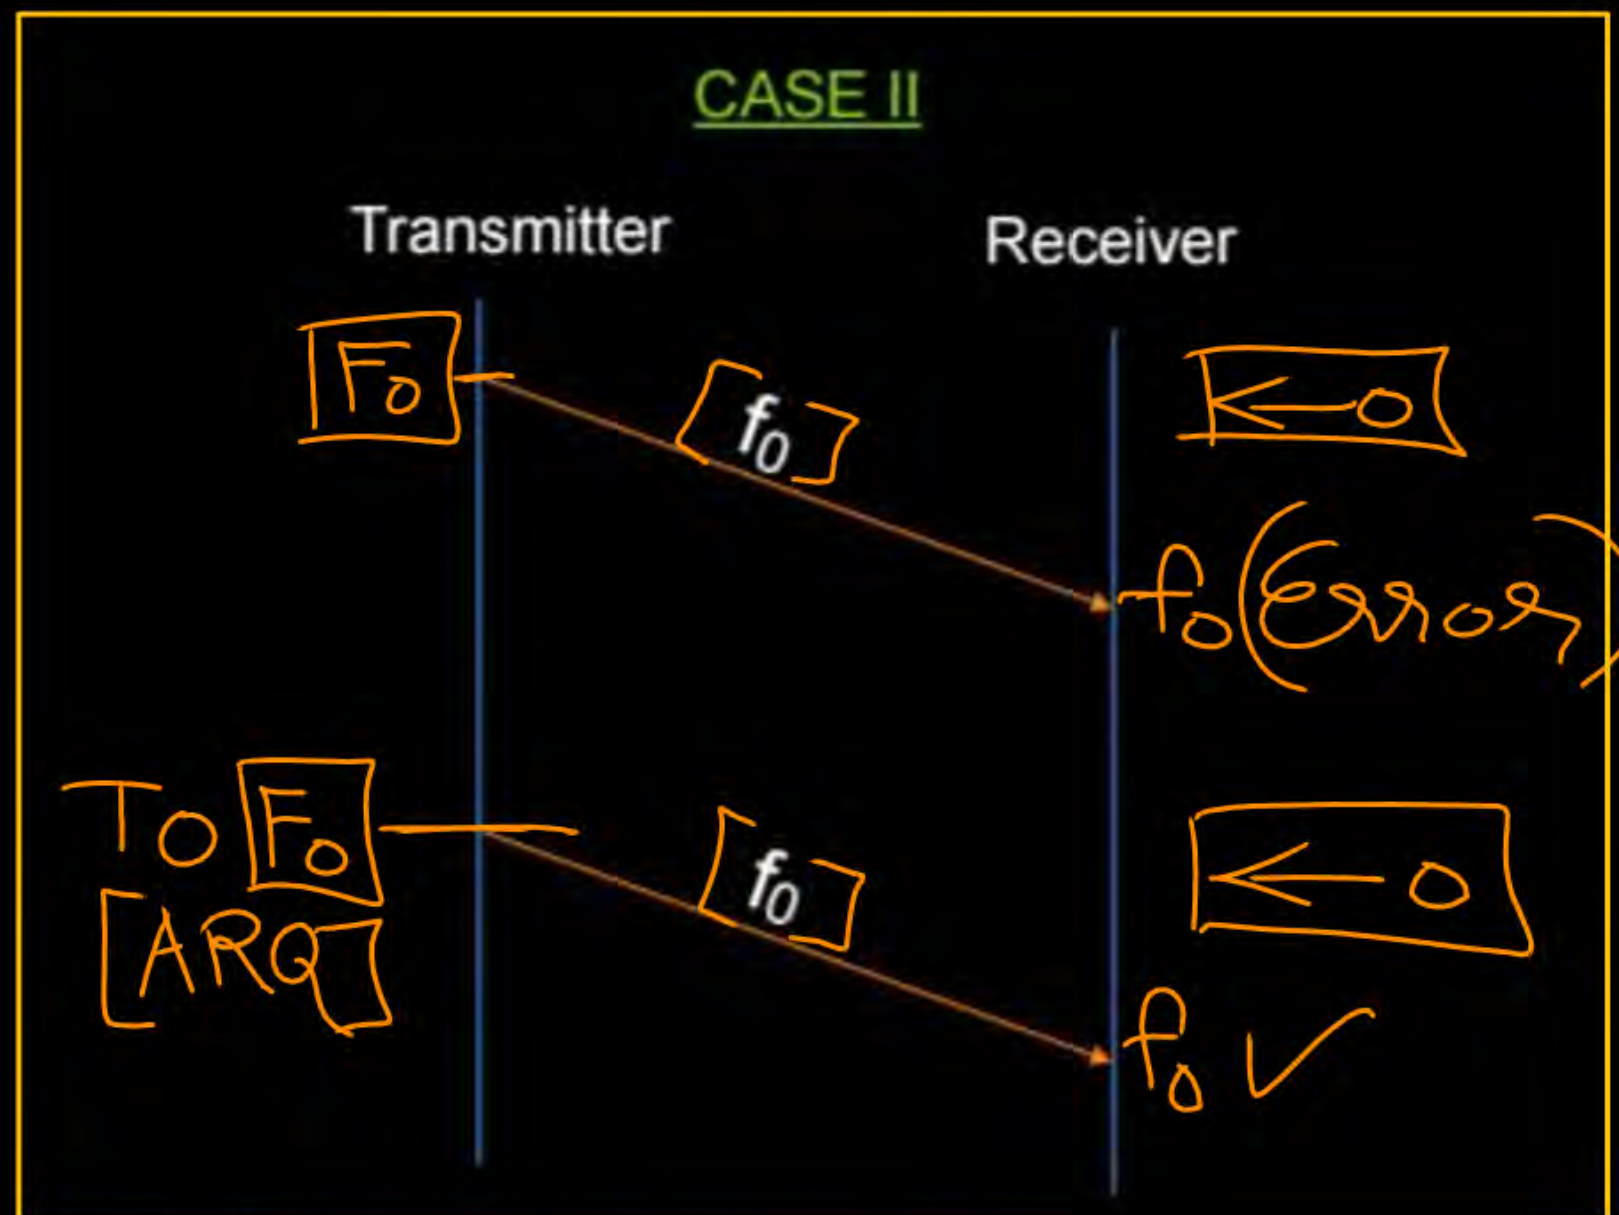 CASE II
Transmitter Receiver
F0 f0 ←0
f0 (Error)
TO F0 f0 ←0
[ARQ]
f0 ✓